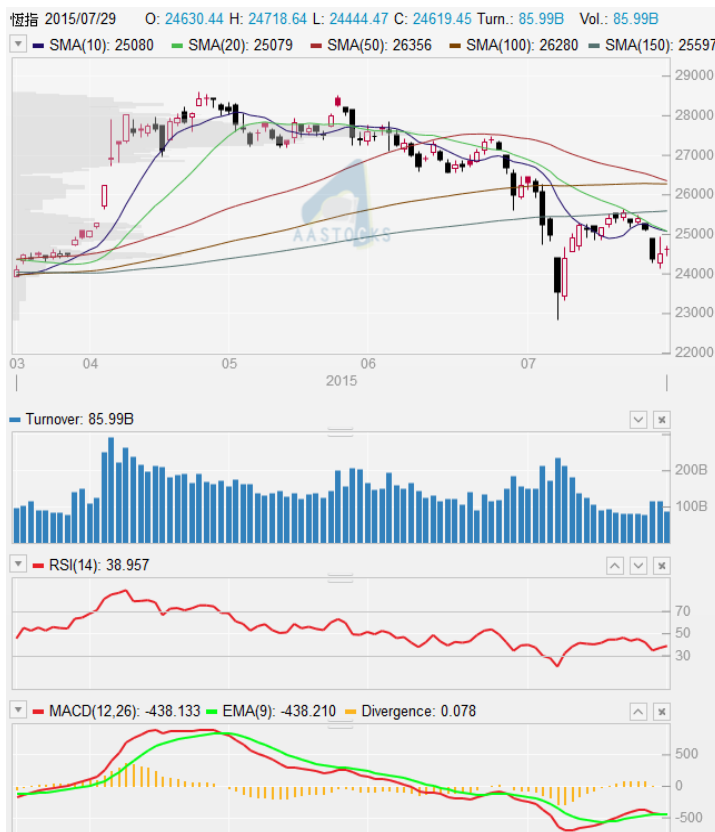 恆指 2015/07/29 O: 24630.44 H: 24718.64 L: 24444.47 C: 24619.45 Turn.: 85.99B Vol.: 85.99B
SMA(10): 25080 SMA(20): 25079 SMA(50): 26356 SMA(100): 26280 SMA(150): 25597
29000
28000
27000
26000
25000
24000
23000
22000
AASTOCKS
03 04 05 06 07
2015
Turnover: 85.99B
200B
100B
RSI(14): 38.957
70
50
30
MACD(12,26): -438.133 EMA(9): -438.210 Divergence: 0.078
500
0
-500